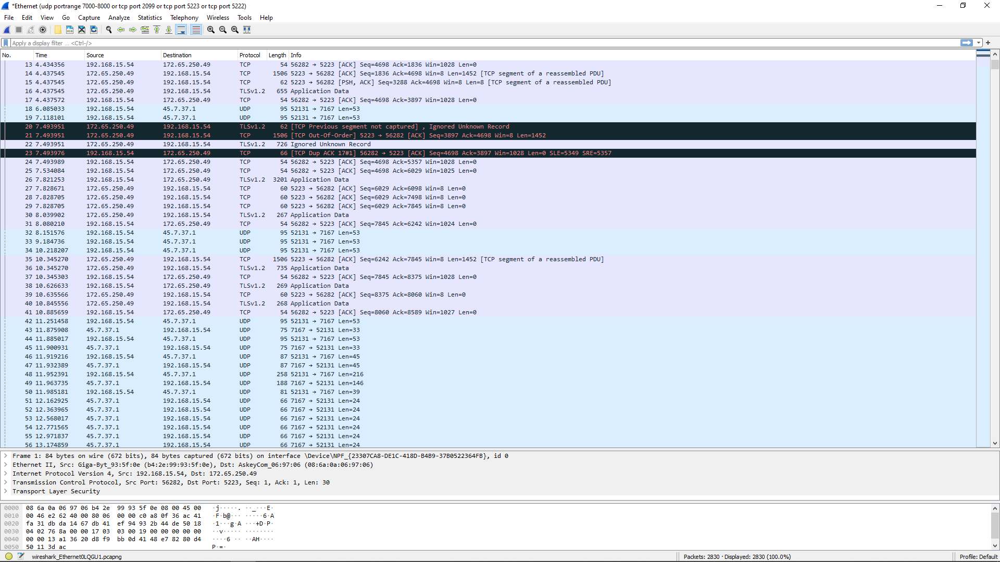 *Ethernet (udp portrange 7000-8000 or tcp port 2099 or tcp port 5223 or tcp port 5222)
File Edit View Go Capture Analyze Statistics Telephony Wireless Tools Help
Apply a display filter ... <Ctrl-/>
No. Time Source Destination Protocol Length Info
13 4.434356 192.168.15.54 172.65.250.49 TCP 54 56282 → 5223 [ACK] Seq=4698 Ack=1836 Win=1028 Len=0
14 4.437545 172.65.250.49 192.168.15.54 TCP 1506 5223 → 56282 [ACK] Seq=1836 Ack=4698 Win=8 Len=1452 [TCP segment of a reassembled PDU]
15 4.437545 172.65.250.49 192.168.15.54 TCP 62 5223 → 56282 [PSH, ACK] Seq=3288 Ack=4698 Win=8 Len=8 [TCP segment of a reassembled PDU]
16 4.437545 172.65.250.49 192.168.15.54 TLSv1.2 655 Application Data
17 4.437572 192.168.15.54 172.65.250.49 TCP 54 56282 → 5223 [ACK] Seq=4698 Ack=3897 Win=1028 Len=0
18 6.085033 192.168.15.54 45.7.37.1 UDP 95 52131 → 7167 Len=53
19 7.118101 192.168.15.54 45.7.37.1 UDP 95 52131 → 7167 Len=53
20 7.493951 172.65.250.49 192.168.15.54 TLSv1.2 62 [TCP Previous segment not captured] , Ignored Unknown Record
21 7.493951 172.65.250.49 192.168.15.54 TCP 1506 [TCP Out-Of-Order] 5223 → 56282 [ACK] Seq=3897 Ack=4698 Win=8 Len=1452
22 7.493951 172.65.250.49 192.168.15.54 TLSv1.2 726 Ignored Unknown Record
23 7.493976 192.168.15.54 172.65.250.49 TCP 66 [TCP Dup ACK 17#1] 56282 → 5223 [ACK] Seq=4698 Ack=3897 Win=1028 Len=0 SLE=5349 SRE=5357
24 7.493989 192.168.15.54 172.65.250.49 TCP 54 56282 → 5223 [ACK] Seq=4698 Ack=5357 Win=1028 Len=0
25 7.534084 192.168.15.54 172.65.250.49 TCP 54 56282 → 5223 [ACK] Seq=4698 Ack=6029 Win=1025 Len=0
26 7.821253 192.168.15.54 172.65.250.49 TLSv1.2 3201 Application Data
27 7.828671 172.65.250.49 192.168.15.54 TCP 60 5223 → 56282 [ACK] Seq=6029 Ack=6098 Win=8 Len=0
28 7.828705 172.65.250.49 192.168.15.54 TCP 60 5223 → 56282 [ACK] Seq=6029 Ack=7498 Win=8 Len=0
29 7.828705 172.65.250.49 192.168.15.54 TCP 60 5223 → 56282 [ACK] Seq=6029 Ack=7845 Win=8 Len=0
30 8.039902 172.65.250.49 192.168.15.54 TLSv1.2 267 Application Data
31 8.080210 192.168.15.54 172.65.250.49 TCP 54 56282 → 5223 [ACK] Seq=7845 Ack=6242 Win=1024 Len=0
32 8.151576 192.168.15.54 45.7.37.1 UDP 95 52131 → 7167 Len=53
33 9.184736 192.168.15.54 45.7.37.1 UDP 95 52131 → 7167 Len=53
34 10.218207 192.168.15.54 45.7.37.1 UDP 95 52131 → 7167 Len=53
35 10.345270 172.65.250.49 192.168.15.54 TCP 1506 5223 → 56282 [ACK] Seq=6242 Ack=7845 Win=8 Len=1452 [TCP segment of a reassembled PDU]
36 10.345270 172.65.250.49 192.168.15.54 TLSv1.2 735 Application Data
37 10.345303 192.168.15.54 172.65.250.49 TCP 54 56282 → 5223 [ACK] Seq=7845 Ack=8375 Win=1028 Len=0
38 10.626633 192.168.15.54 172.65.250.49 TLSv1.2 269 Application Data
39 10.635566 172.65.250.49 192.168.15.54 TCP 60 5223 → 56282 [ACK] Seq=8375 Ack=8060 Win=8 Len=0
40 10.845556 172.65.250.49 192.168.15.54 TLSv1.2 268 Application Data
41 10.885659 192.168.15.54 172.65.250.49 TCP 54 56282 → 5223 [ACK] Seq=8060 Ack=8589 Win=1027 Len=0
42 11.251458 192.168.15.54 45.7.37.1 UDP 95 52131 → 7167 Len=53
43 11.875908 45.7.37.1 192.168.15.54 UDP 75 7167 → 52131 Len=33
44 11.885017 192.168.15.54 45.7.37.1 UDP 95 52131 → 7167 Len=53
45 11.900931 45.7.37.1 192.168.15.54 UDP 75 7167 → 52131 Len=33
46 11.919216 192.168.15.54 45.7.37.1 UDP 87 52131 → 7167 Len=45
47 11.932389 45.7.37.1 192.168.15.54 UDP 87 7167 → 52131 Len=45
48 11.952391 192.168.15.54 45.7.37.1 UDP 258 52131 → 7167 Len=216
49 11.963735 45.7.37.1 192.168.15.54 UDP 188 7167 → 52131 Len=146
50 11.985181 192.168.15.54 45.7.37.1 UDP 81 52131 → 7167 Len=39
51 12.162925 45.7.37.1 192.168.15.54 UDP 66 7167 → 52131 Len=24
52 12.363965 45.7.37.1 192.168.15.54 UDP 66 7167 → 52131 Len=24
53 12.568017 45.7.37.1 192.168.15.54 UDP 66 7167 → 52131 Len=24
54 12.771565 45.7.37.1 192.168.15.54 UDP 66 7167 → 52131 Len=24
55 12.971837 45.7.37.1 192.168.15.54 UDP 66 7167 → 52131 Len=24
56 13.174859 45.7.37.1 192.168.15.54 UDP 66 7167 → 52131 Len=24
Frame 1: 84 bytes on wire (672 bits), 84 bytes captured (672 bits) on interface \Device\NPF_{23307CA8-DE1C-418D-B4B9-37B0522364FB}, id 0
Ethernet II, Src: Giga-Byt_93:5f:0e (b4:2e:99:93:5f:0e), Dst: AskeyCom_06:97:06 (08:6a:0a:06:97:06)
Internet Protocol Version 4, Src: 192.168.15.54, Dst: 172.65.250.49
Transmission Control Protocol, Src Port: 56282, Dst Port: 5223, Seq: 1, Ack: 1, Len: 30
Transport Layer Security
0000 08 6a 0a 06 97 06 b4 2e 99 93 5f 0e 08 00 45 00 ·j·····. ··_···E·
0010 00 46 e2 62 40 00 80 06 00 00 c0 a8 0f 36 ac 41 ·F·b@··· ·····6·A
0020 fa 31 db da 14 67 db 41 ef 94 93 2b 44 de 50 18 ·1···g·A ···+D·P·
0030 04 02 76 8a 00 00 17 03 03 00 19 00 00 00 00 00 ··v····· ········
0040 00 00 13 a1 36 20 d8 f9 bb 0d 41 48 e7 82 80 d4 ····6 ·· ··AH····
0050 50 11 3d ac P·=·
wireshark_Ethernet0LQGU1.pcapng Packets: 2830 · Displayed: 2830 (100.0%) Profile: Default